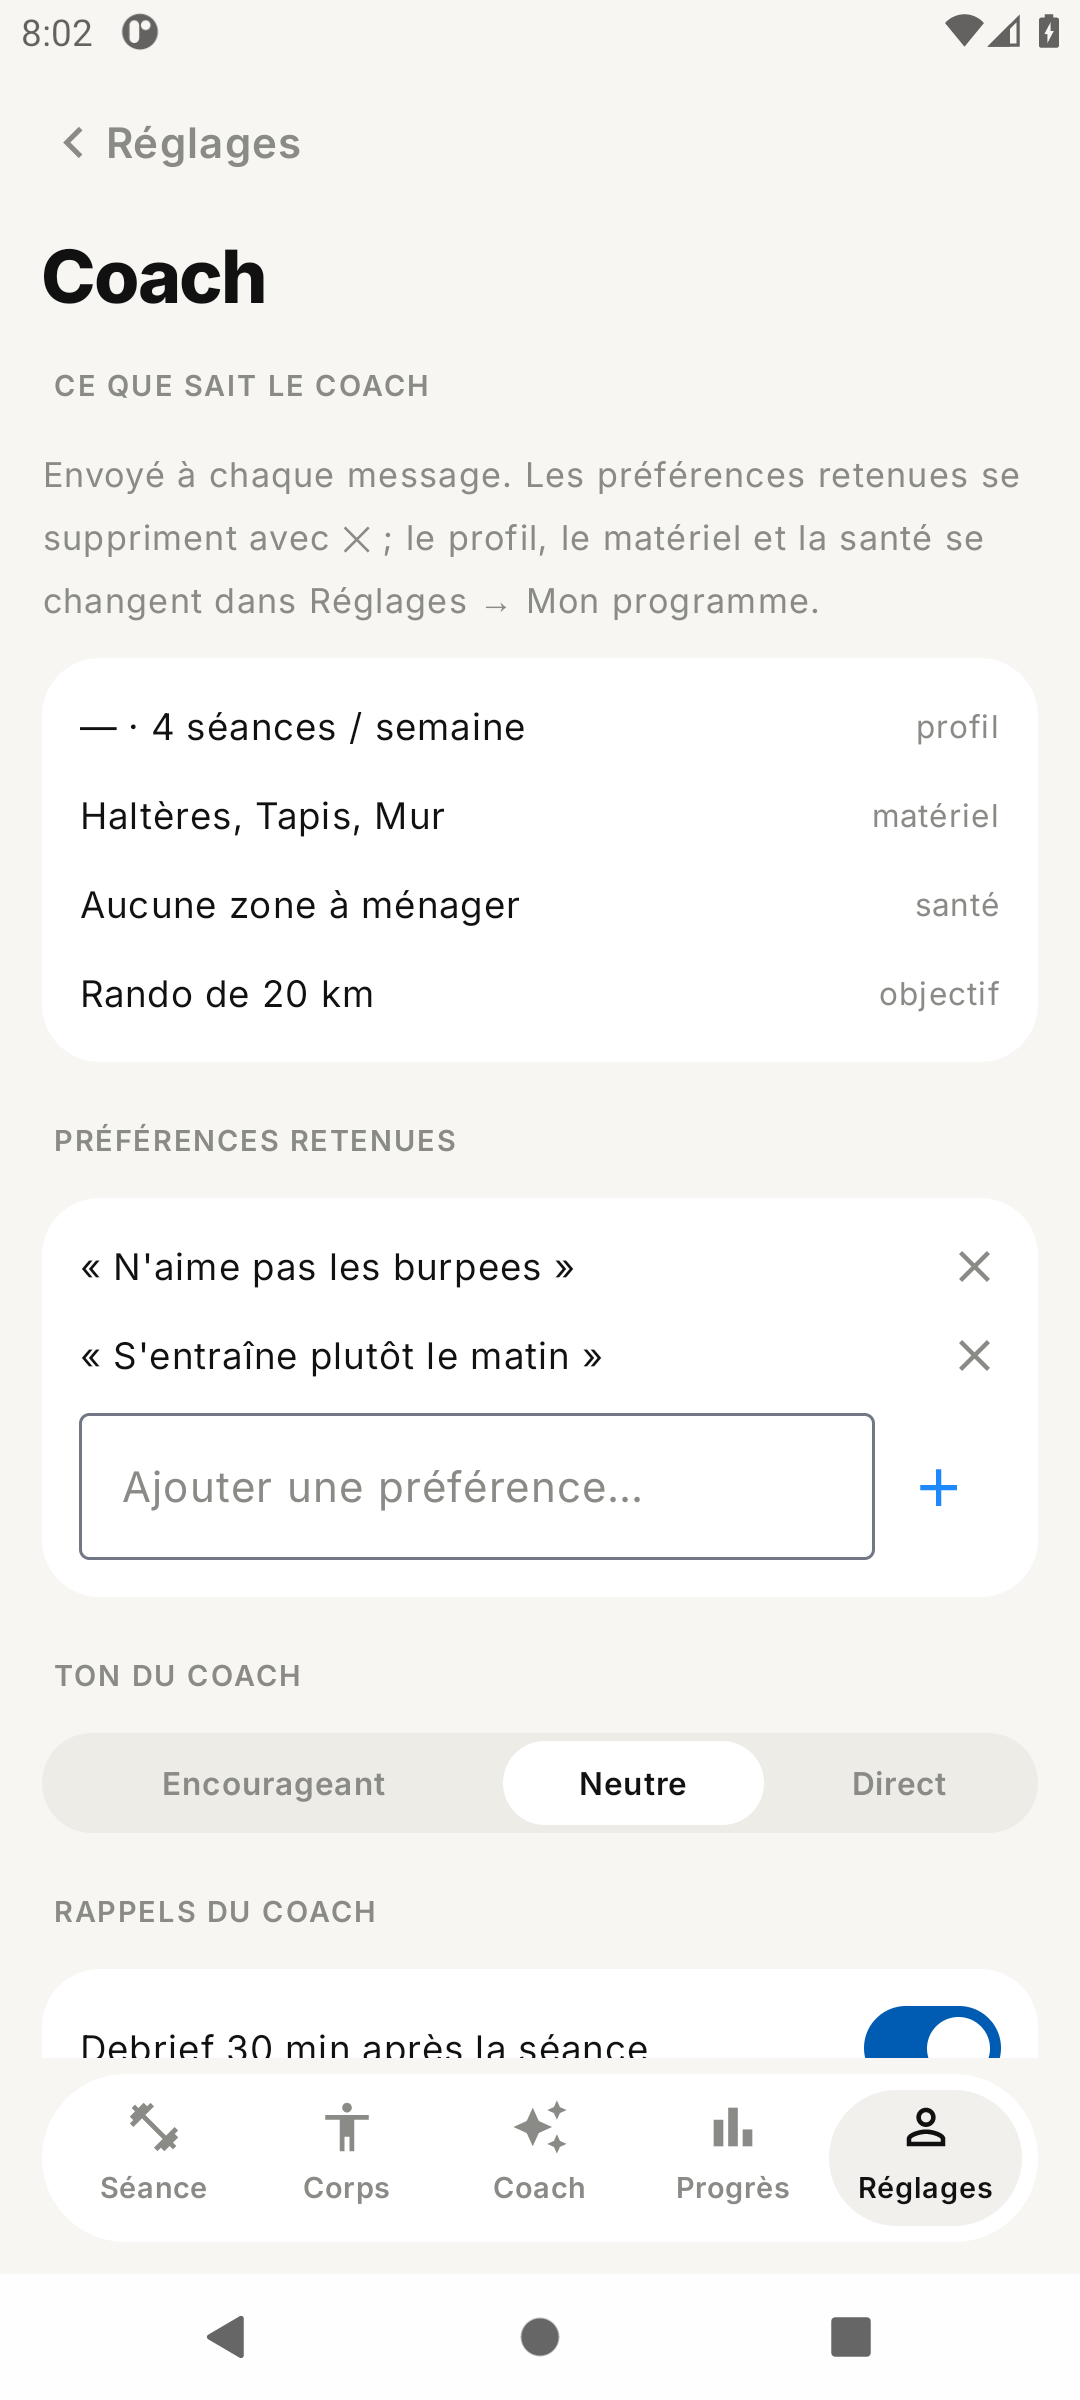 8:02
Réglages
Coach
CE QUE SAIT LE COACH
Envoyé à chaque message. Les préférences retenues se
suppriment avec ✕ ; le profil, le matériel et la santé se
changent dans Réglages → Mon programme.
— · 4 séances / semaine profil
Haltères, Tapis, Mur matériel
Aucune zone à ménager santé
Rando de 20 km objectif
PRÉFÉRENCES RETENUES
« N'aime pas les burpees »
« S'entraîne plutôt le matin »
Ajouter une préférence...
TON DU COACH
Encourageant Neutre Direct
RAPPELS DU COACH
Debrief 30 min après la séance
Séance Corps Coach Progrès Réglages